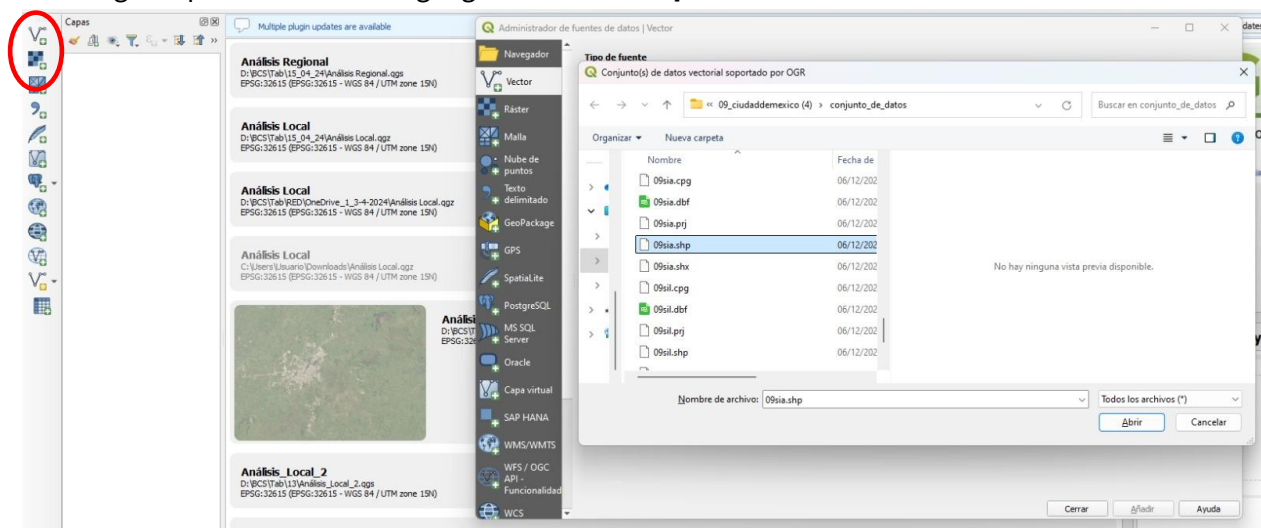 Capas
Multiple plugin updates are available
Análisis Regional
D:\BCS\Tab\15_04_24\Análisis Regional.qgs
EPSG:32615 (EPSG:32615 - WGS 84 / UTM zone 15N)
Análisis Local
D:\BCS\Tab\15_04_24\Análisis Local.qgz
EPSG:32615 (EPSG:32615 - WGS 84 / UTM zone 15N)
Análisis Local
D:\BCS\Tab\RED\OneDrive_1_3-4-2024\Análisis Local.qgz
EPSG:32615 (EPSG:32615 - WGS 84 / UTM zone 15N)
Análisis Local
C:\Users\Usuario\Downloads\Análisis Local.qgz
EPSG:32615 (EPSG:32615 - WGS 84 / UTM zone 15N)
Análisi
D:\BCS\T
EPSG:326
Análisis_Local_2
D:\BCS\Tab\13\Análisis_Local_2.qgs
EPSG:32615 (EPSG:32615 - WGS 84 / UTM zone 15N)
Administrador de fuentes de datos | Vector
Navegador
Vector
Ráster
Malla
Nube de
puntos
Texto
delimitado
GeoPackage
GPS
SpatiaLite
PostgreSQL
MS SQL
Server
Oracle
Capa virtual
SAP HANA
WMS/WMTS
WFS / OGC
API -
Funcionalidad
WCS
Tipo de fuente
Conjunto(s) de datos vectorial soportado por OGR
« 09_ciudaddemexico (4) › conjunto_de_datos
Buscar en conjunto_de_datos
Organizar
Nueva carpeta
Nombre Fecha de
09sia.cpg 06/12/202
09sia.dbf 06/12/202
09sia.prj 06/12/202
09sia.shp 06/12/202
09sia.shx 06/12/202
09sil.cpg 06/12/202
09sil.dbf 06/12/202
09sil.prj 06/12/202
09sil.shp 06/12/202
No hay ninguna vista previa disponible.
Nombre de archivo: 09sia.shp
Todos los archivos (*)
Abrir
Cancelar
Cerrar
Añadir
Ayuda